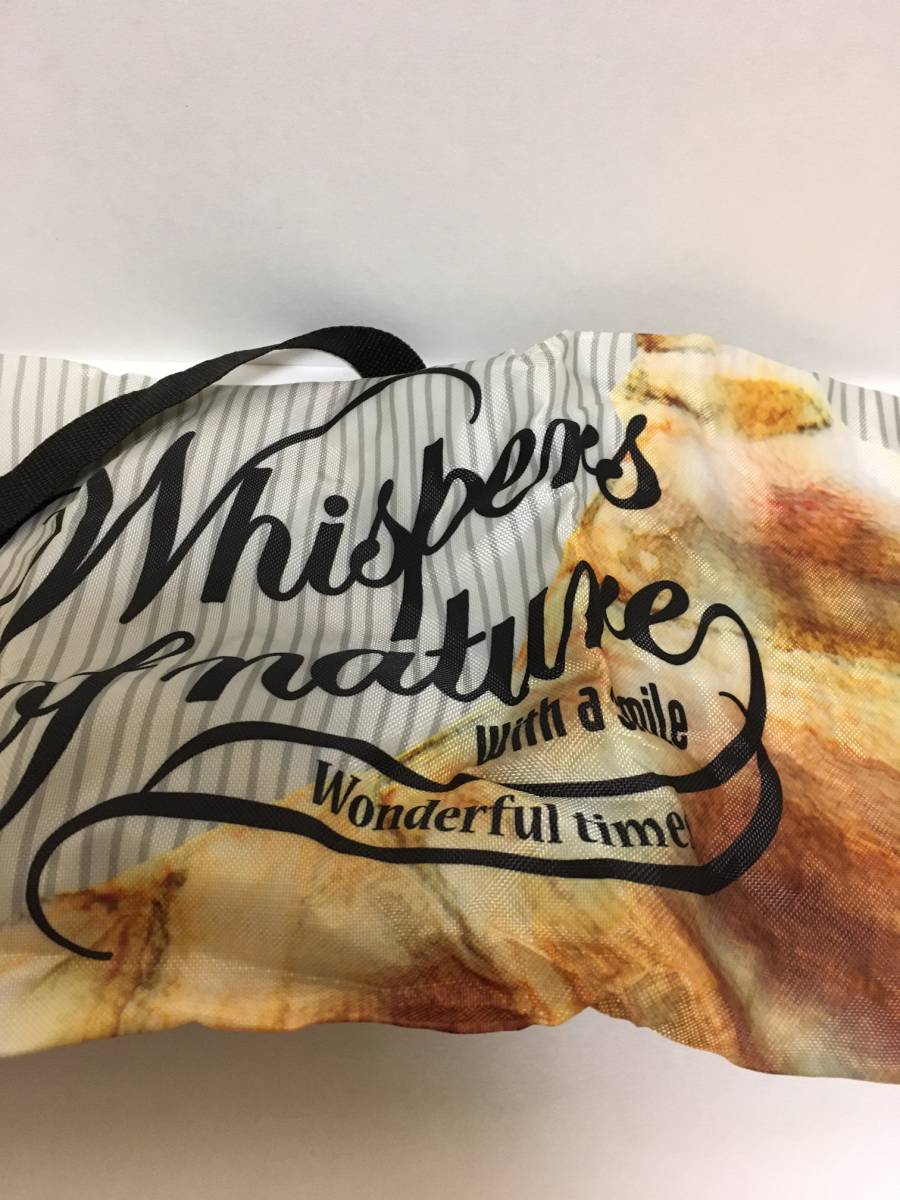 Whispers
of nature
With a smile
Wonderful time